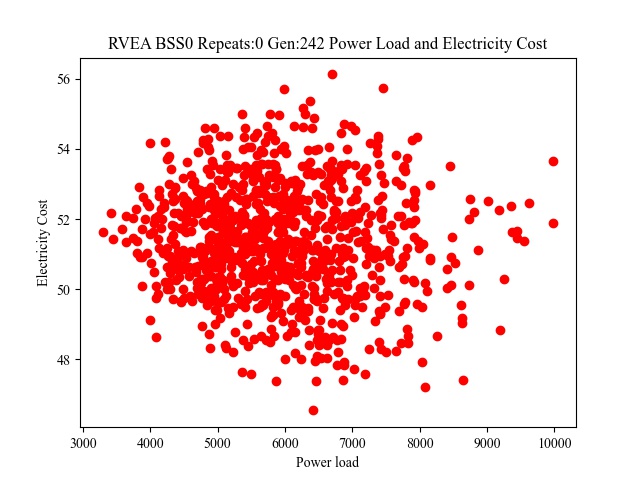 RVEA BSS0 Repeats:0 Gen:242 Power Load and Electricity Cost
56
54
52
50
48
Electricity Cost
3000 4000 5000 6000 7000 8000 9000 10000
Power load